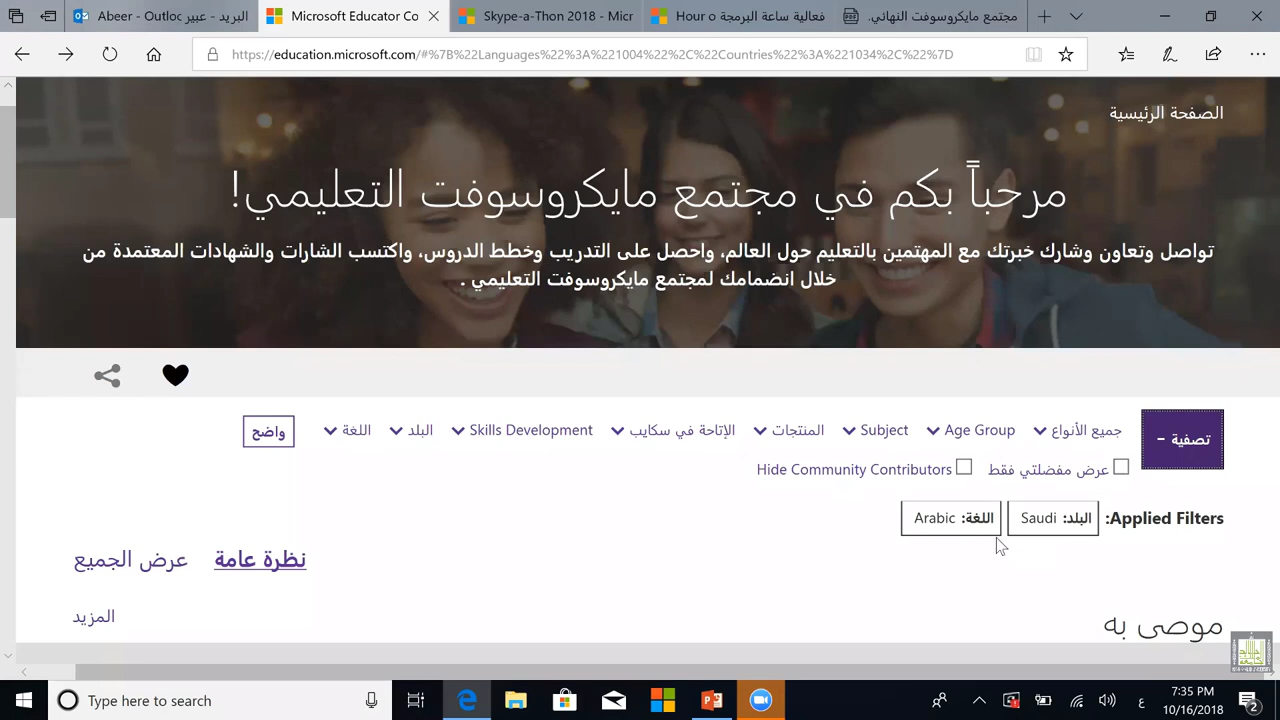 البريد - عبير Abeer - Outloc
Microsoft Educator Co
Skype-a-Thon 2018 - Micr
فعالية ساعة البرمجة Hour o
مجتمع مايكروسوفت النهائي.
https://education.microsoft.com/#%7B%22Languages%22%3A%221004%22%2C%22Countries%22%3A%221034%2C%22%7D
الصفحة الرئيسية
مرحباً بكم في مجتمع مايكروسوفت التعليمي!
تواصل وتعاون وشارك خبرتك مع المهتمين بالتعليم حول العالم، واحصل على التدريب وخطط الدروس، واكتسب الشارات والشهادات المعتمدة من
خلال انضمامك لمجتمع مايكروسوفت التعليمي .
تصفية -
جميع الأنواع Age Group Subject المنتجات الإتاحة في سكايب Skills Development البلد اللغة واضح
عرض مفضلتي فقط Hide Community Contributors
Applied Filters: البلد: Saudi اللغة: Arabic
نظرة عامة عرض الجميع
المزيد
موصى به
Type here to search
ع
7:35 PM
10/16/2018
2